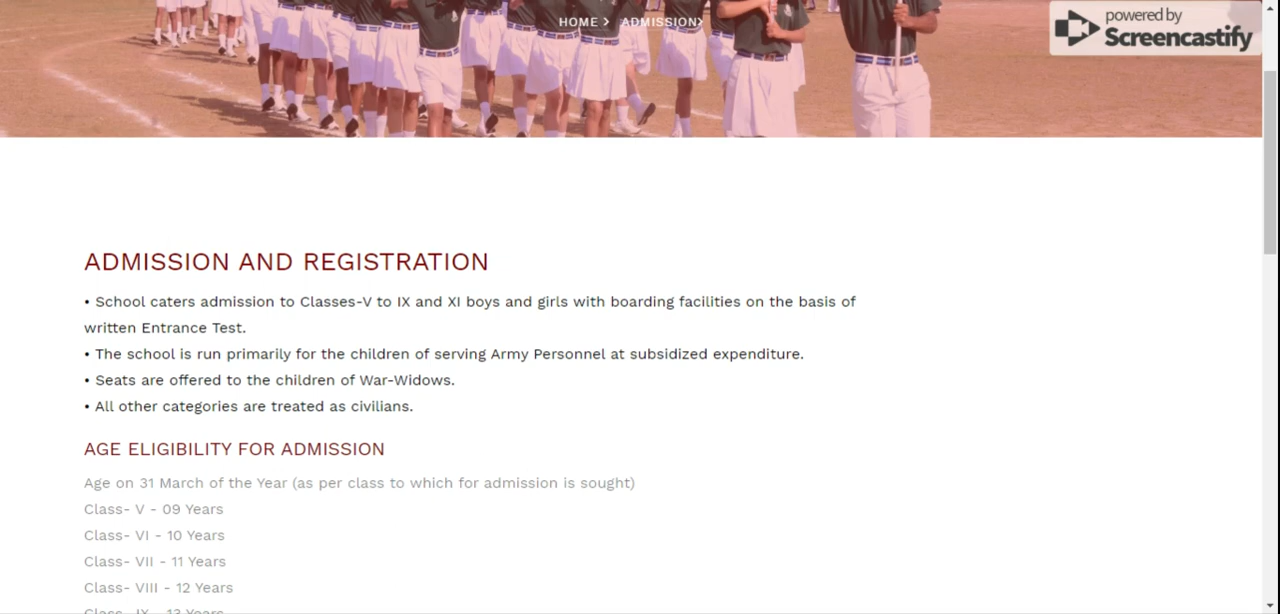 HOME > ADMISSION>
powered by
Screencastify
ADMISSION AND REGISTRATION
• School caters admission to Classes-V to IX and XI boys and girls with boarding facilities on the basis of
written Entrance Test.
• The school is run primarily for the children of serving Army Personnel at subsidized expenditure.
• Seats are offered to the children of War-Widows.
• All other categories are treated as civilians.
AGE ELIGIBILITY FOR ADMISSION
Age on 31 March of the Year (as per class to which for admission is sought)
Class- V - 09 Years
Class- VI - 10 Years
Class- VII - 11 Years
Class- VIII - 12 Years
Class- IX - 13 Years